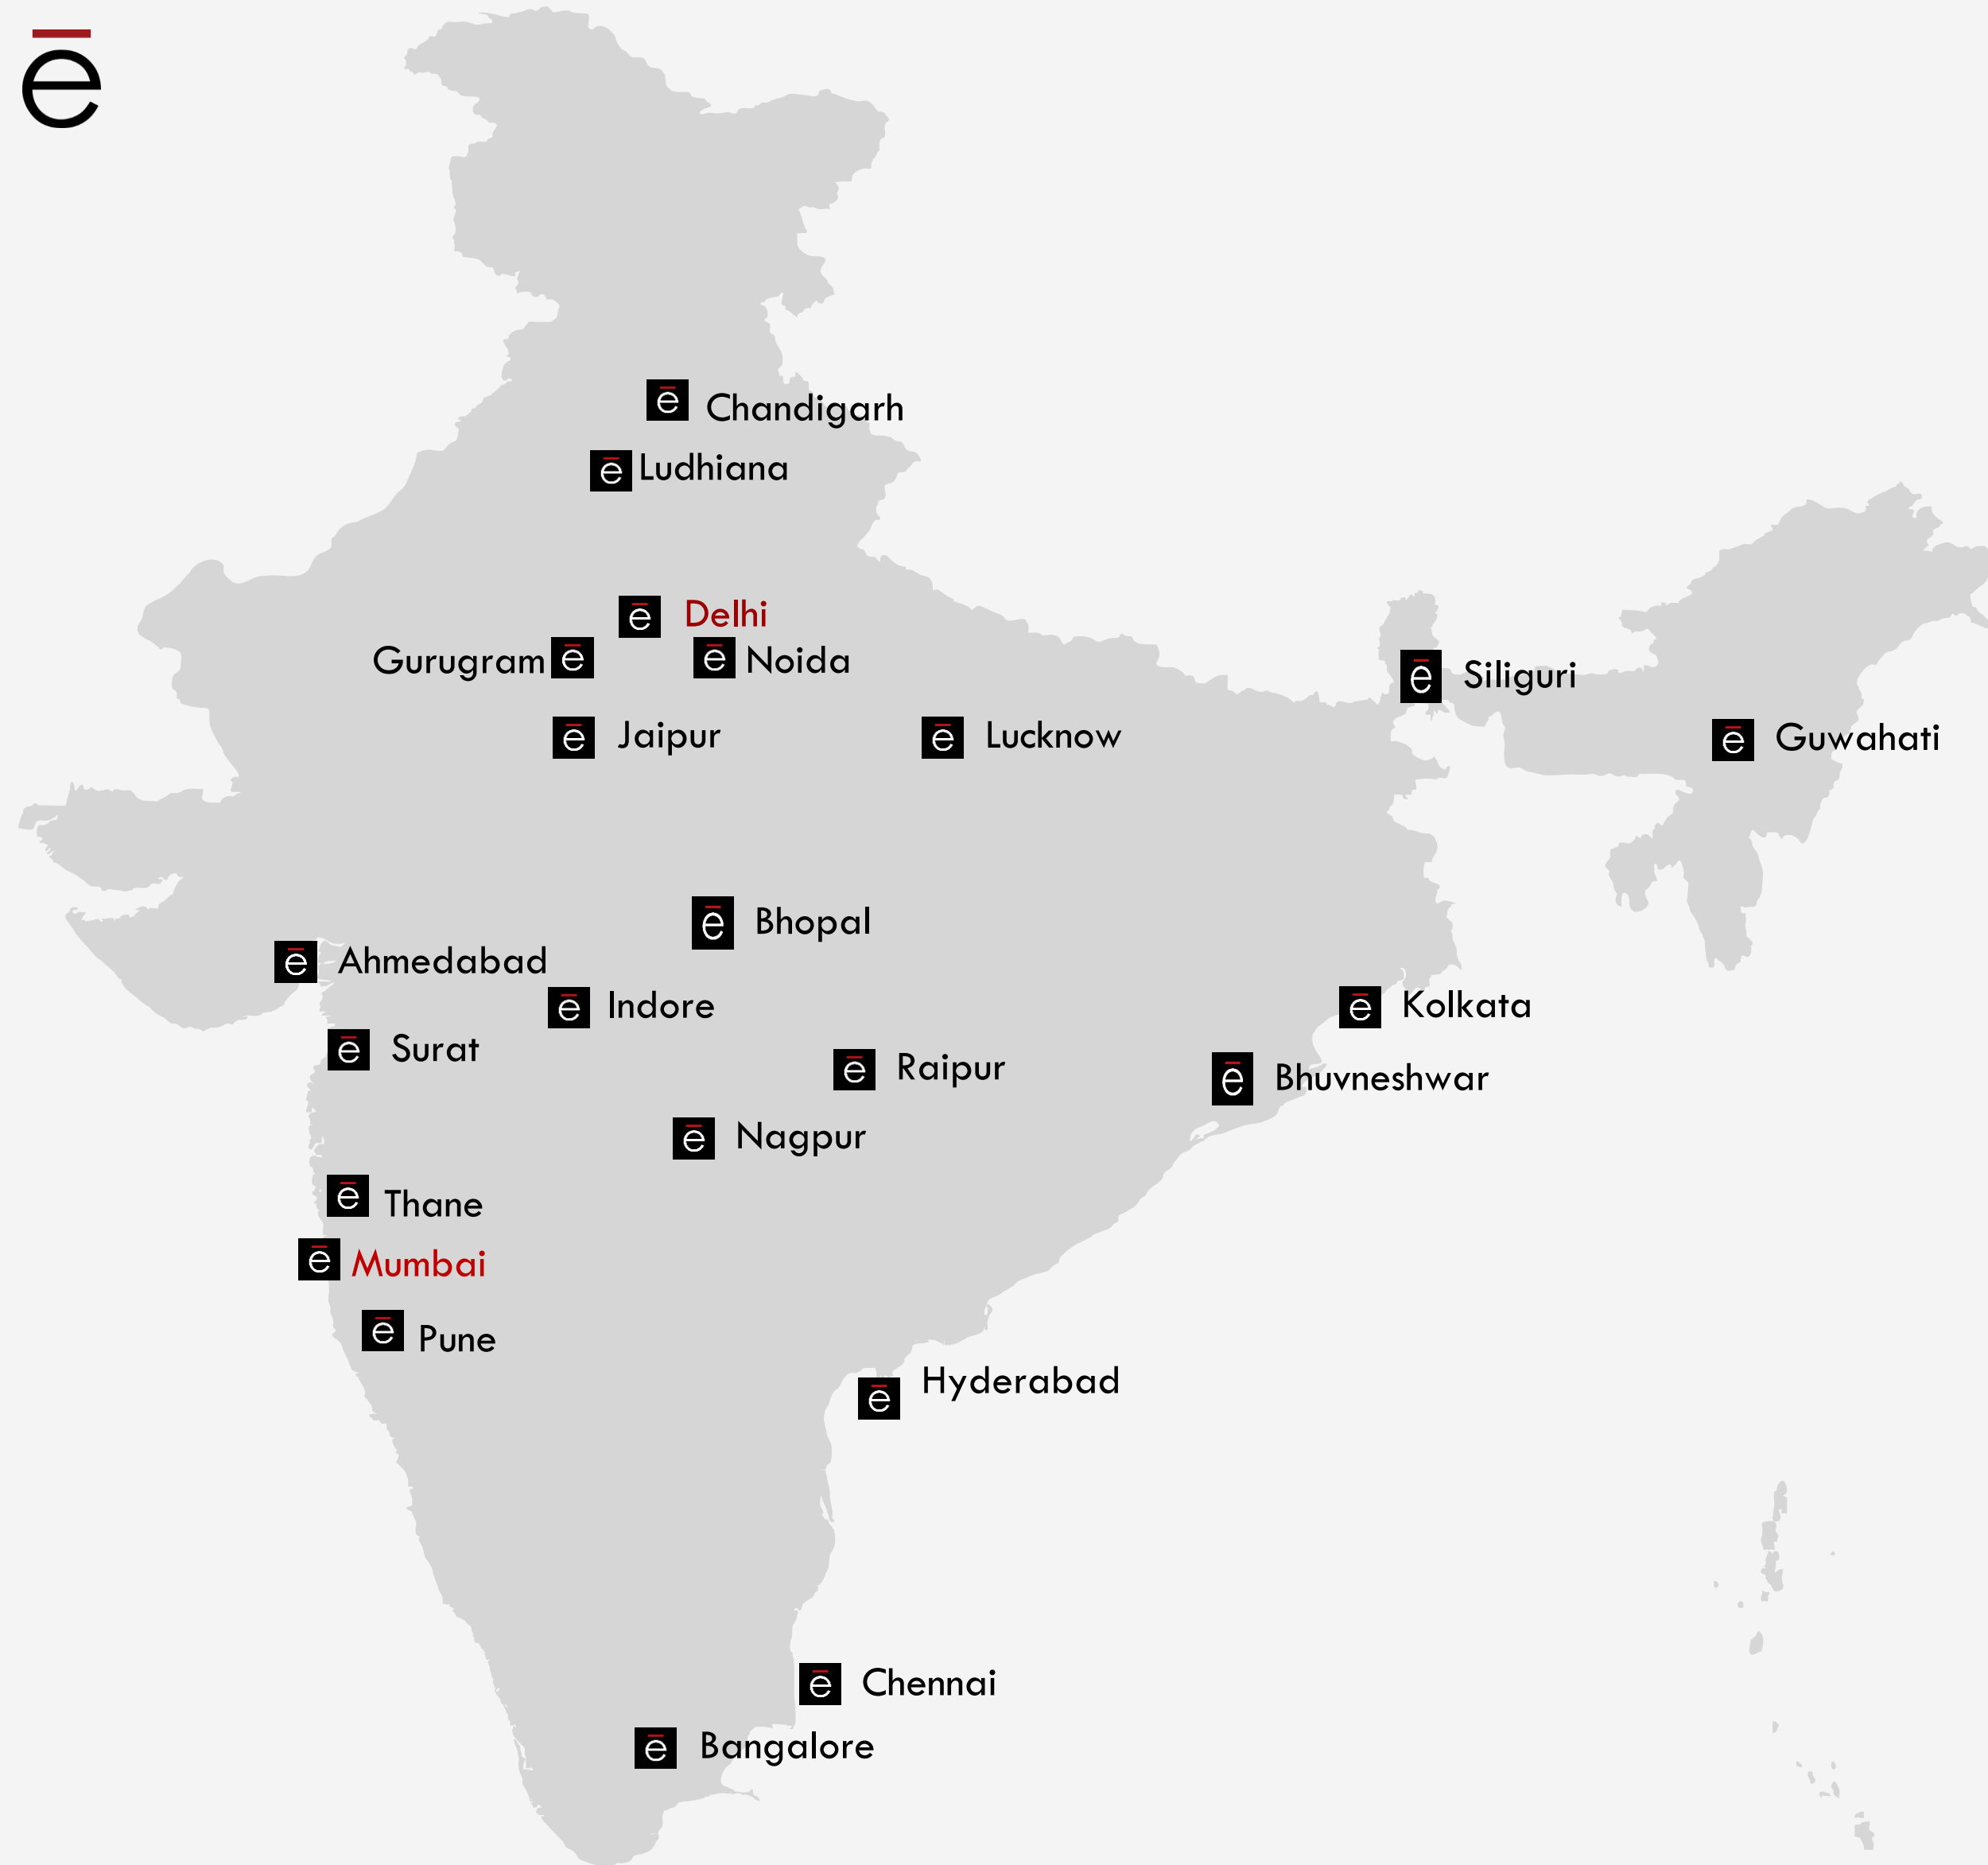 ē
ē Chandigarh
ē Ludhiana
ē Delhi
Gurugram ē
ē Noida
ē Siliguri
ē Jaipur
ē Lucknow
ē Guwahati
ē Bhopal
ē Ahmedabad
ē Indore
ē Kolkata
ē Surat
ē Raipur
ē Bhuvneshwar
ē Nagpur
ē Thane
ē Mumbai
ē Pune
ē Hyderabad
ē Chennai
ē Bangalore